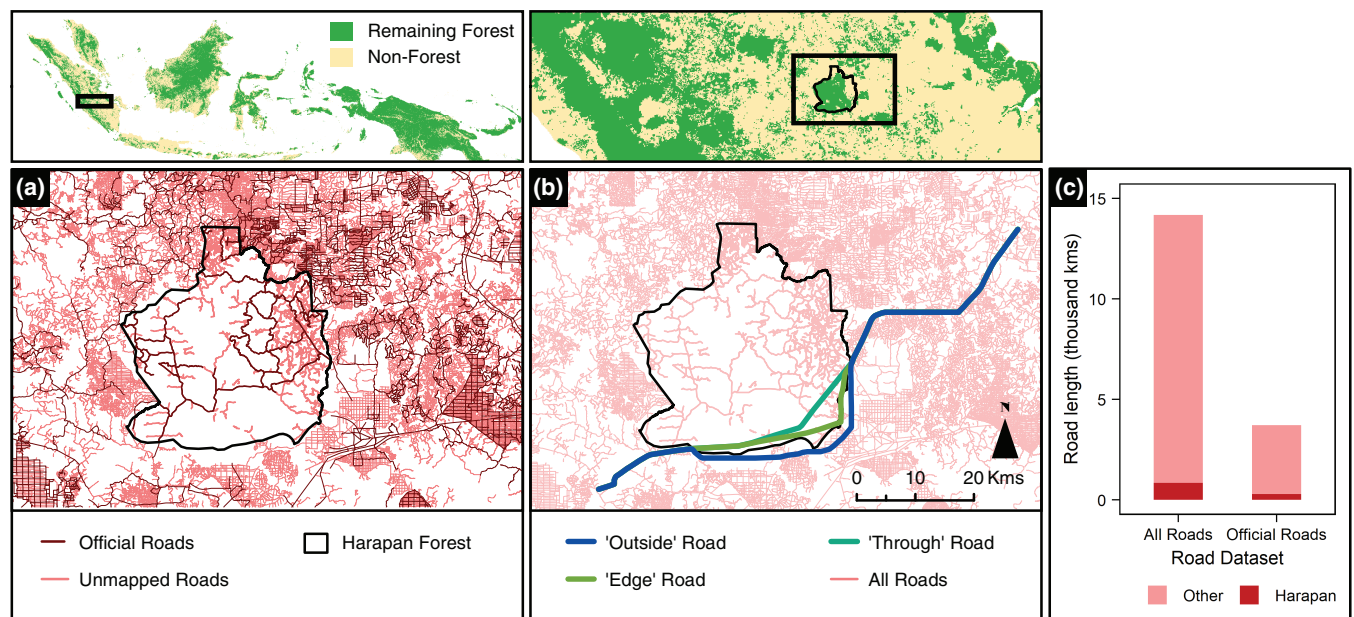 Remaining Forest
Non-Forest
(a)
(b)
N
0 10 20 Kms
(c)
Road length (thousand kms)
15
10
5
0
All Roads Official Roads
Road Dataset
Other Harapan
Official Roads Harapan Forest
Unmapped Roads
'Outside' Road 'Through' Road
'Edge' Road All Roads